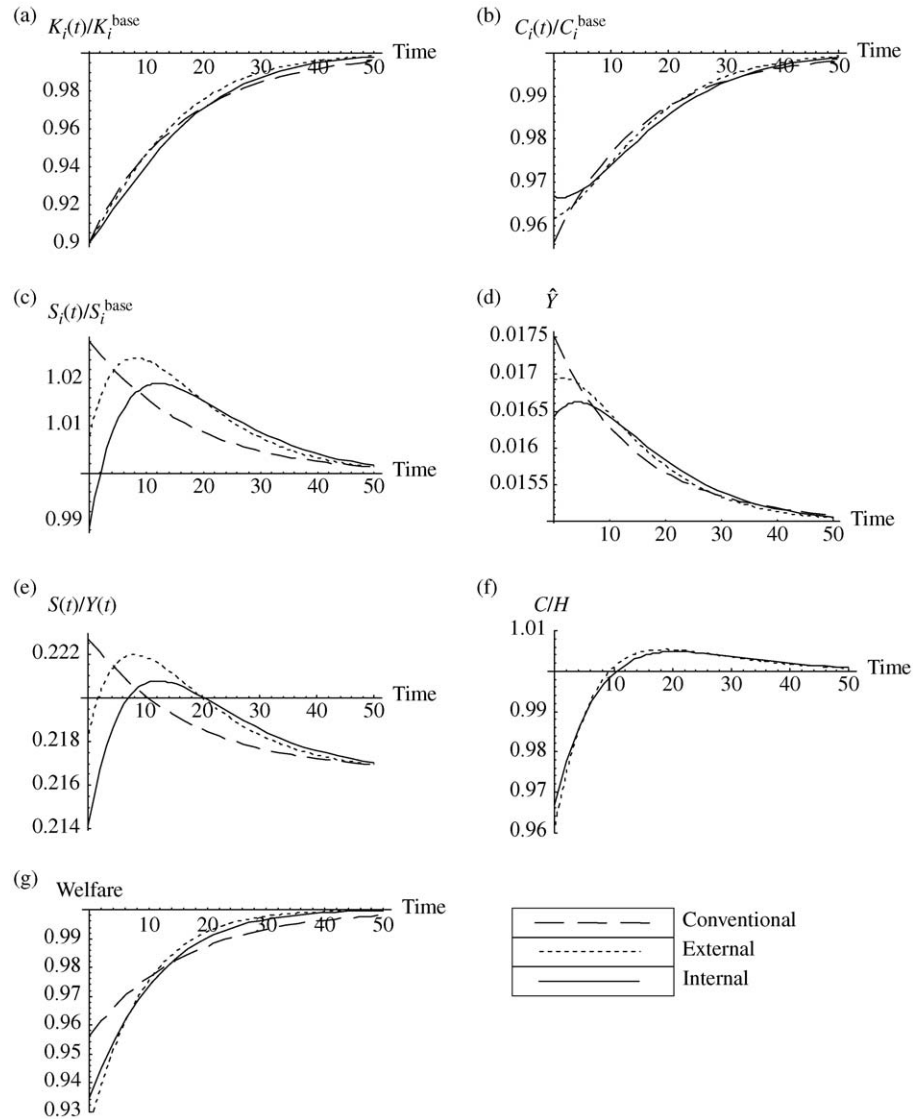 (a)
K_i(t)/K_i^base
Time
10 20 30 40 50
0.98
0.96
0.94
0.92
0.9
(b)
C_i(t)/C_i^base
Time
10 20 30 40 50
0.99
0.98
0.97
0.96
(c)
S_i(t)/S_i^base
1.02
1.01
Time
10 20 30 40 50
0.99
(d)
Ŷ
0.0175
0.017
0.0165
0.016
0.0155
Time
10 20 30 40 50
(e)
S(t)/Y(t)
0.222
Time
10 20 30 40 50
0.218
0.216
0.214
(f)
C/H
1.01
Time
10 20 30 40 50
0.99
0.98
0.97
0.96
(g)
Welfare
Time
10 20 30 40 50
0.99
0.98
0.97
0.96
0.95
0.94
0.93
Conventional
External
Internal